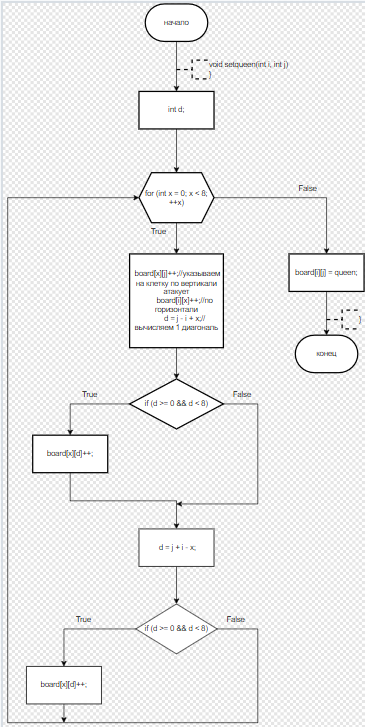 начало
void setqueen(int i, int j)
}
int d;
for (int x = 0; x < 8;
++x)
False
True
board[x][j]++;//указываем
на клетку по вертикали
атакует
board[i][x]++;//по
горизонтали
d = j - i + x;//
вычисляем 1 диагональ
board[i][j] = queen;
}
конец
if (d >= 0 && d < 8)
True
False
board[x][d]++;
d = j + i - x;
if (d >= 0 && d < 8)
True
False
board[x][d]++;